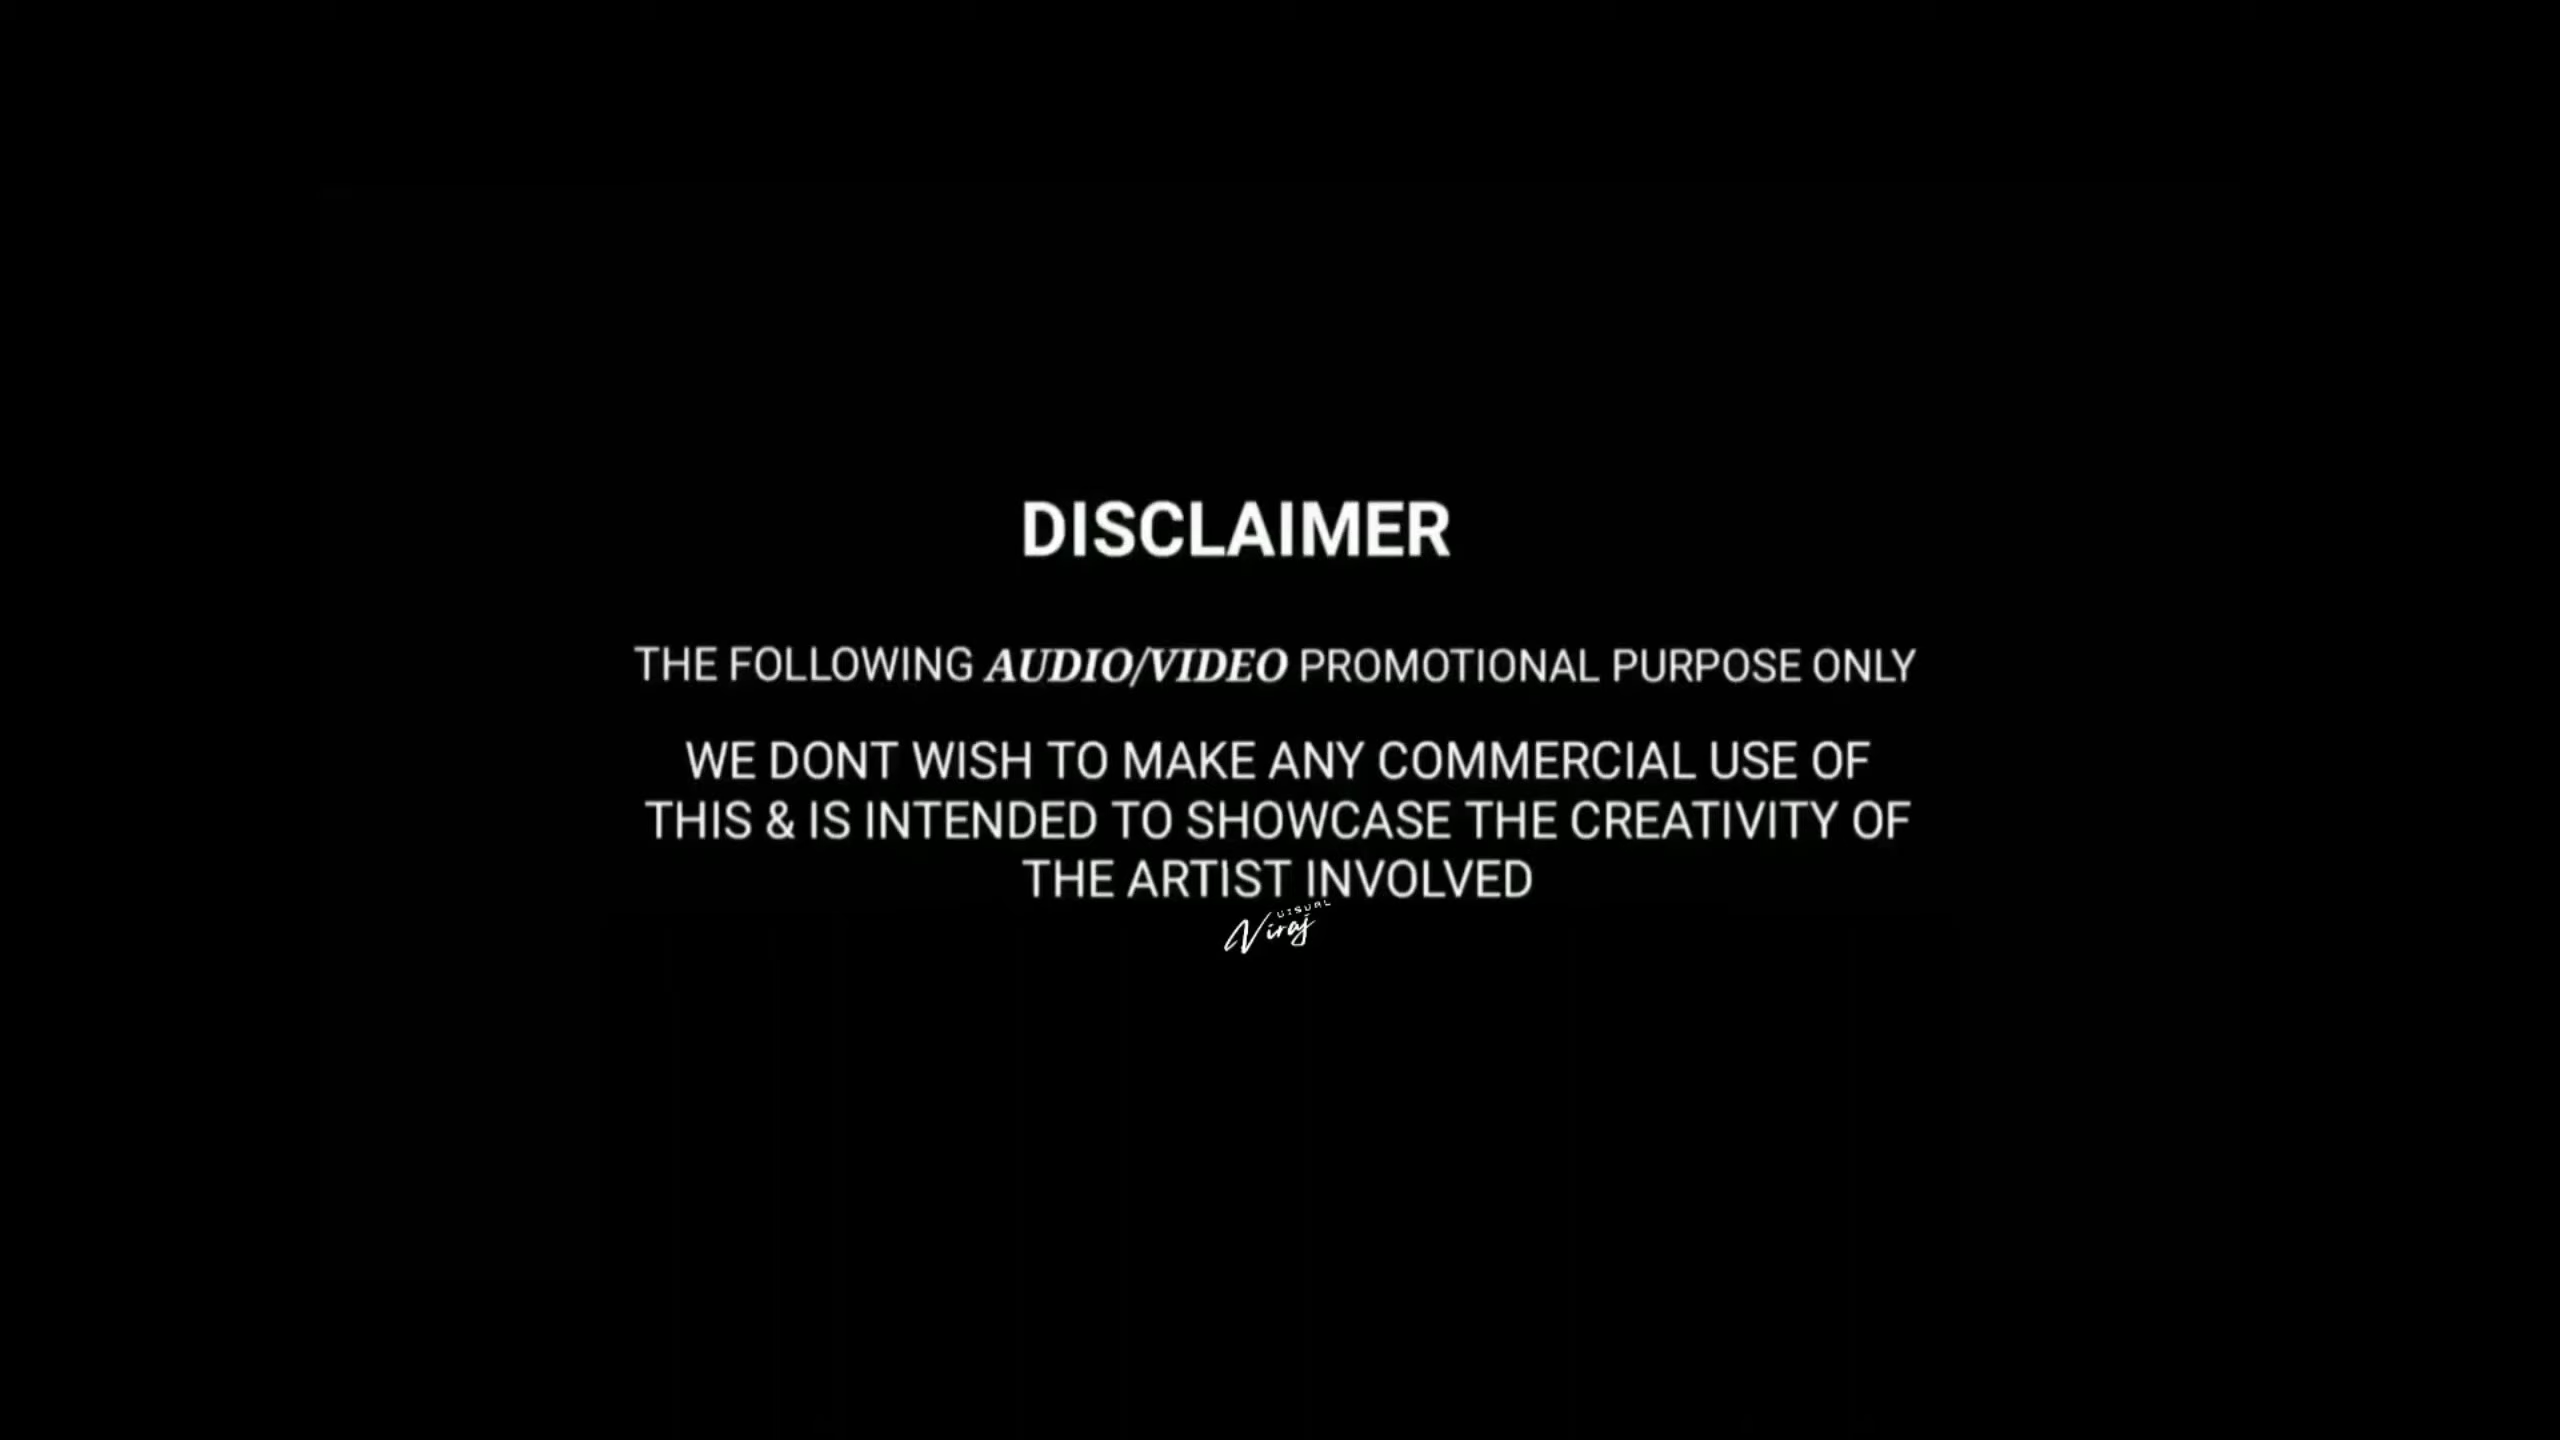 DISCLAIMER
THE FOLLOWING AUDIO/VIDEO PROMOTIONAL PURPOSE ONLY
WE DONT WISH TO MAKE ANY COMMERCIAL USE OF
THIS & IS INTENDED TO SHOWCASE THE CREATIVITY OF
THE ARTIST INVOLVED
VISUAL
Niraj